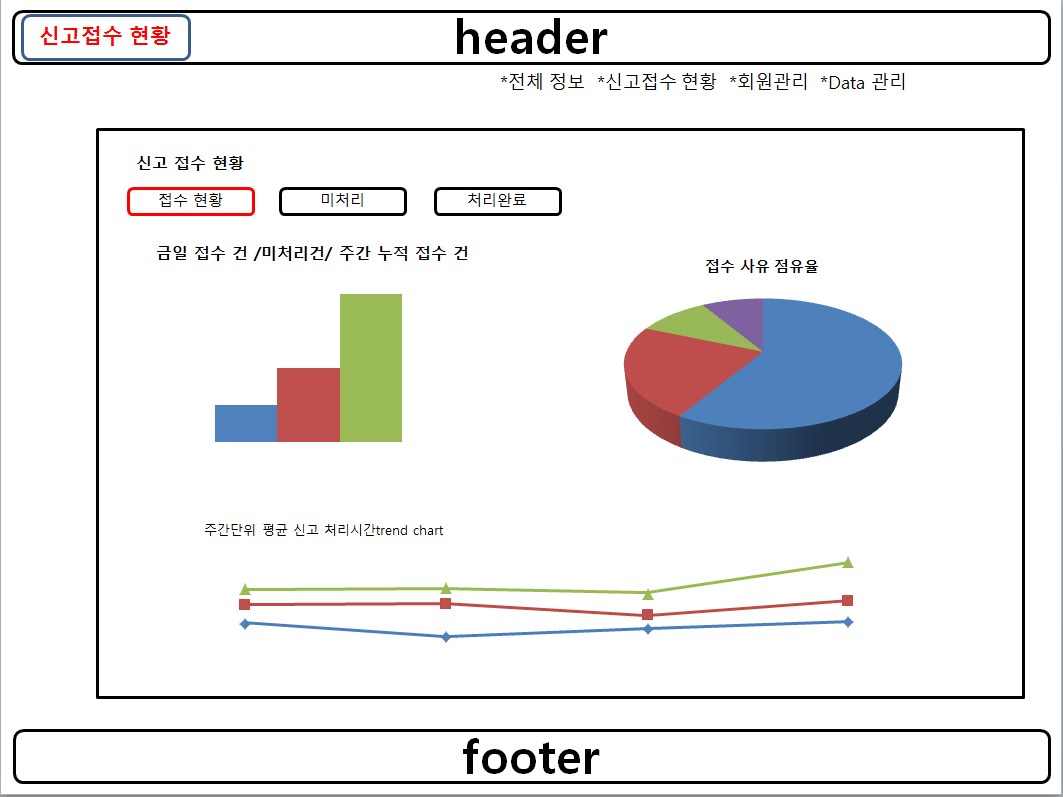 신고접수 현황
header
*전체 정보 *신고접수 현황 *회원관리 *Data 관리
신고 접수 현황
접수 현황
미처리
처리완료
금일 접수 건 /미처리건/ 주간 누적 접수 건
접수 사유 점유율
주간단위 평균 신고 처리시간trend chart
footer